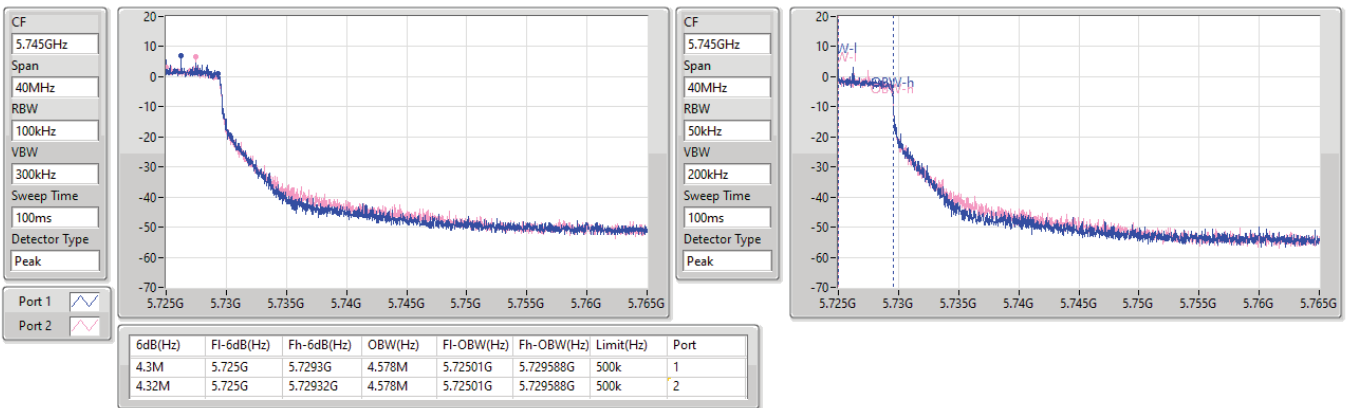 CF
5.745GHz
Span
40MHz
RBW
100kHz
VBW
300kHz
Sweep Time
100ms
Detector Type
Peak
Port 1
Port 2
20
10
0
-10
-20
-30
-40
-50
-60
-70
5.725G 5.73G 5.735G 5.74G 5.745G 5.75G 5.755G 5.76G 5.765G
CF
5.745GHz
Span
40MHz
RBW
50kHz
VBW
200kHz
Sweep Time
100ms
Detector Type
Peak
20
10
0
-10
-20
-30
-40
-50
-60
-70
W-l
W-l
OBW-h
OBW-h
5.725G 5.73G 5.735G 5.74G 5.745G 5.75G 5.755G 5.76G 5.765G
6dB(Hz) Fl-6dB(Hz) Fh-6dB(Hz) OBW(Hz) Fl-OBW(Hz) Fh-OBW(Hz) Limit(Hz) Port
4.3M 5.725G 5.7293G 4.578M 5.72501G 5.729588G 500k 1
4.32M 5.725G 5.72932G 4.578M 5.72501G 5.729588G 500k 2